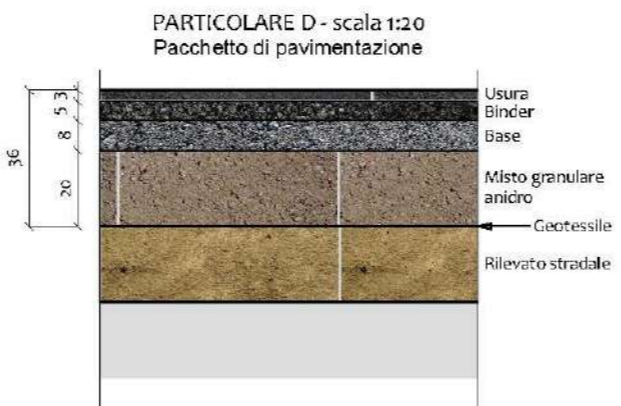 PARTICOLARE D - scala 1:20
Pacchetto di pavimentazione
3
5
8
20
36
Usura
Binder
Base
Misto granulare
anidro
Geotessile
Rilevato stradale